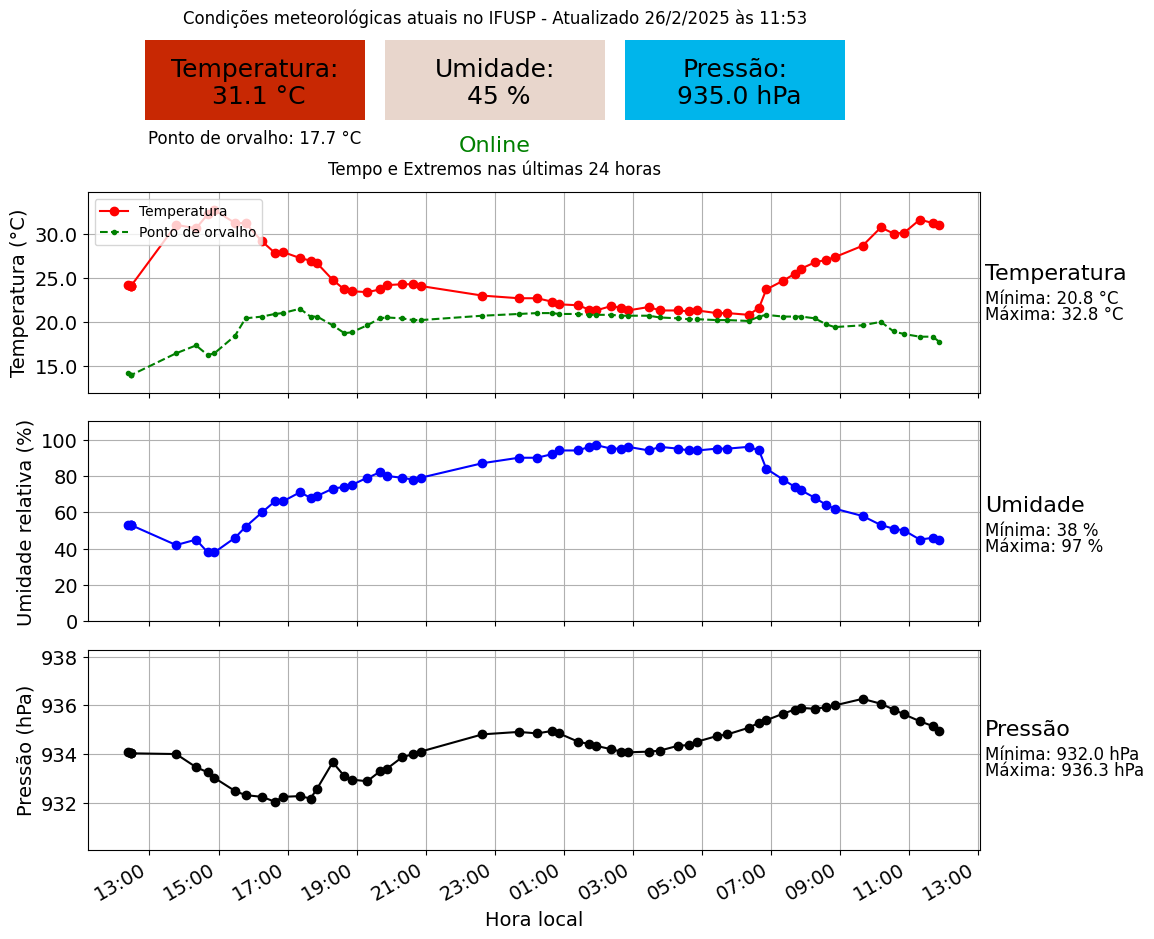 Condições meteorológicas atuais no IFUSP - Atualizado 26/2/2025 às 11:53
Temperatura:
31.1 °C
Umidade:
45 %
Pressão:
935.0 hPa
Ponto de orvalho: 17.7 °C
Online
Tempo e Extremos nas últimas 24 horas
Temperatura (°C)
30.0
25.0
20.0
15.0
Temperatura
Ponto de orvalho
Temperatura
Mínima: 20.8 °C
Máxima: 32.8 °C
Umidade relativa (%)
100
80
60
40
20
0
Umidade
Mínima: 38 %
Máxima: 97 %
Pressão (hPa)
938
936
934
932
Pressão
Mínima: 932.0 hPa
Máxima: 936.3 hPa
13:00 15:00 17:00 19:00 21:00 23:00 01:00 03:00 05:00 07:00 09:00 11:00 13:00
Hora local